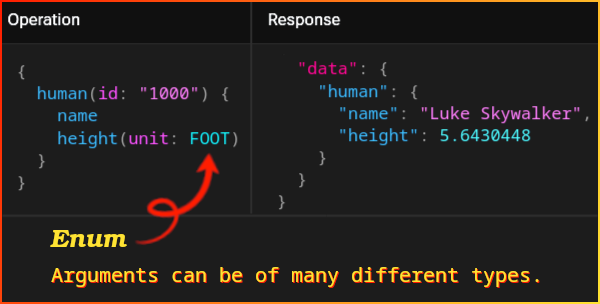 Operation
{
  human(id: "1000") {
    name
    height(unit: FOOT)
  }
}
Response
  "data": {
    "human": {
      "name": "Luke Skywalker",
      "height": 5.6430448
    }
  }
}
Enum
Arguments can be of many different types.